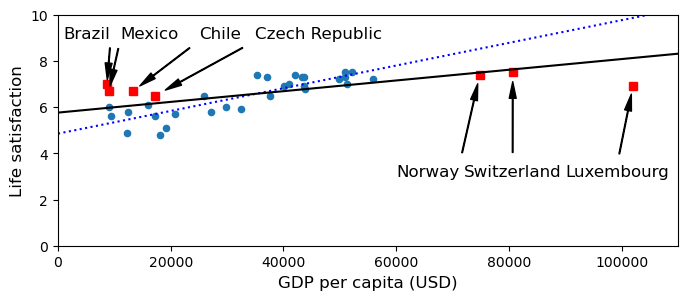 10
8
6
4
2
0
Life satisfaction
Brazil Mexico Chile Czech Republic
Norway Switzerland Luxembourg
0 20000 40000 60000 80000 100000
GDP per capita (USD)